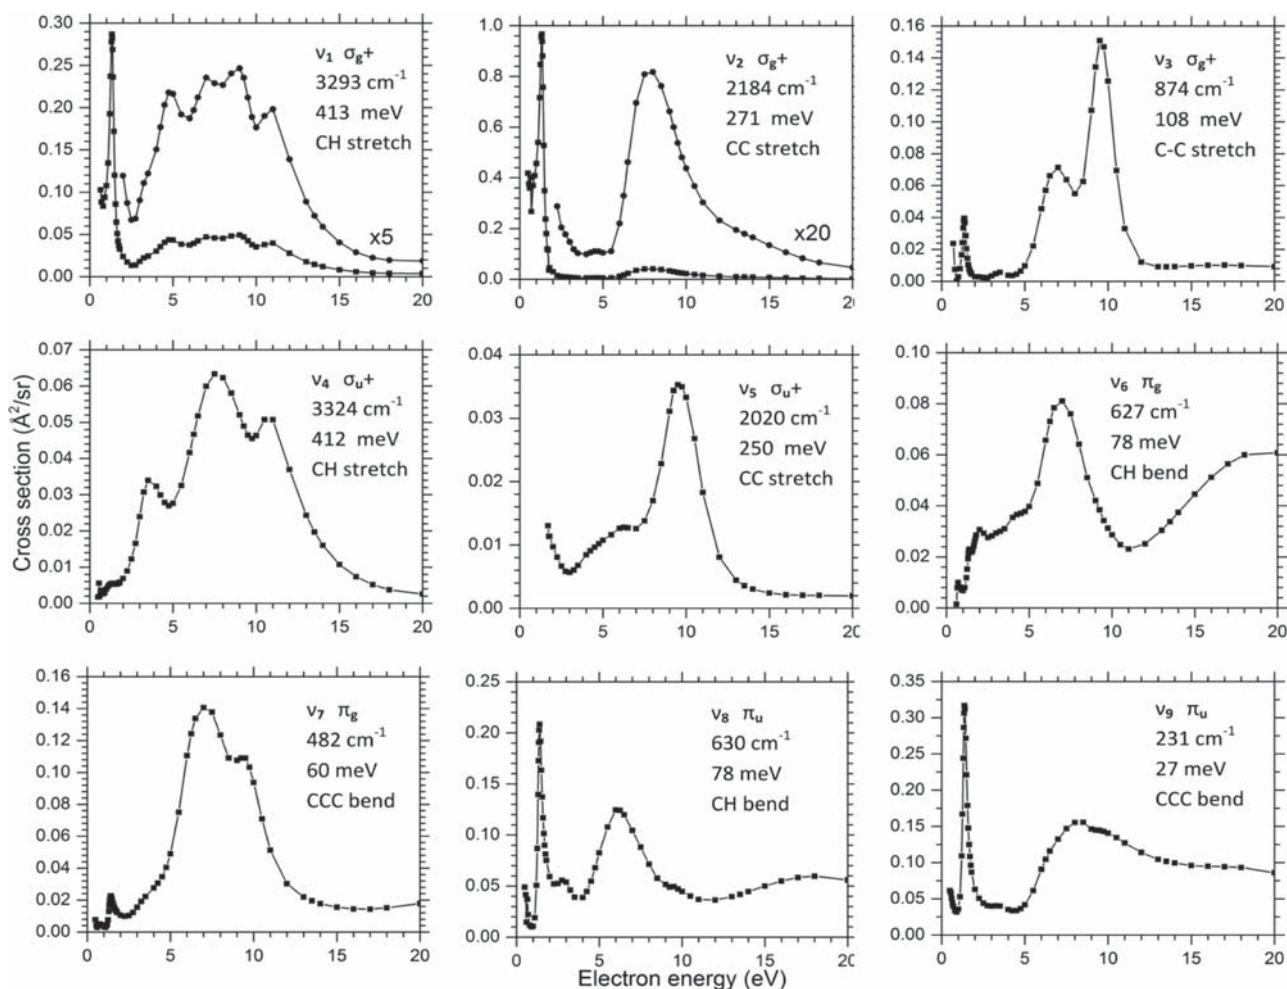 Cross section (Å²/sr)
0.30
0.25
0.20
0.15
0.10
0.05
0.00
0 5 10 15 20
ν₁ σg+
3293 cm⁻¹
413 meV
CH stretch
x5
1.0
0.8
0.6
0.4
0.2
0.0
0 5 10 15 20
ν₂ σg+
2184 cm⁻¹
271 meV
CC stretch
x20
0.16
0.12
0.08
0.04
0.00
0 5 10 15 20
ν₃ σg+
874 cm⁻¹
108 meV
C-C stretch
0.07
0.06
0.05
0.04
0.03
0.02
0.01
0.00
0 5 10 15 20
ν₄ σu+
3324 cm⁻¹
412 meV
CH stretch
0.04
0.03
0.02
0.01
0.00
0 5 10 15 20
ν₅ σu+
2020 cm⁻¹
250 meV
CC stretch
0.10
0.08
0.06
0.04
0.02
0.00
0 5 10 15 20
ν₆ πg
627 cm⁻¹
78 meV
CH bend
0.16
0.14
0.12
0.10
0.08
0.06
0.04
0.02
0.00
0 5 10 15 20
ν₇ πg
482 cm⁻¹
60 meV
CCC bend
0.25
0.20
0.15
0.10
0.05
0.00
0 5 10 15 20
ν₈ πu
630 cm⁻¹
78 meV
CH bend
0.35
0.30
0.25
0.20
0.15
0.10
0.05
0.00
0 5 10 15 20
ν₉ πu
231 cm⁻¹
27 meV
CCC bend
Electron energy (eV)